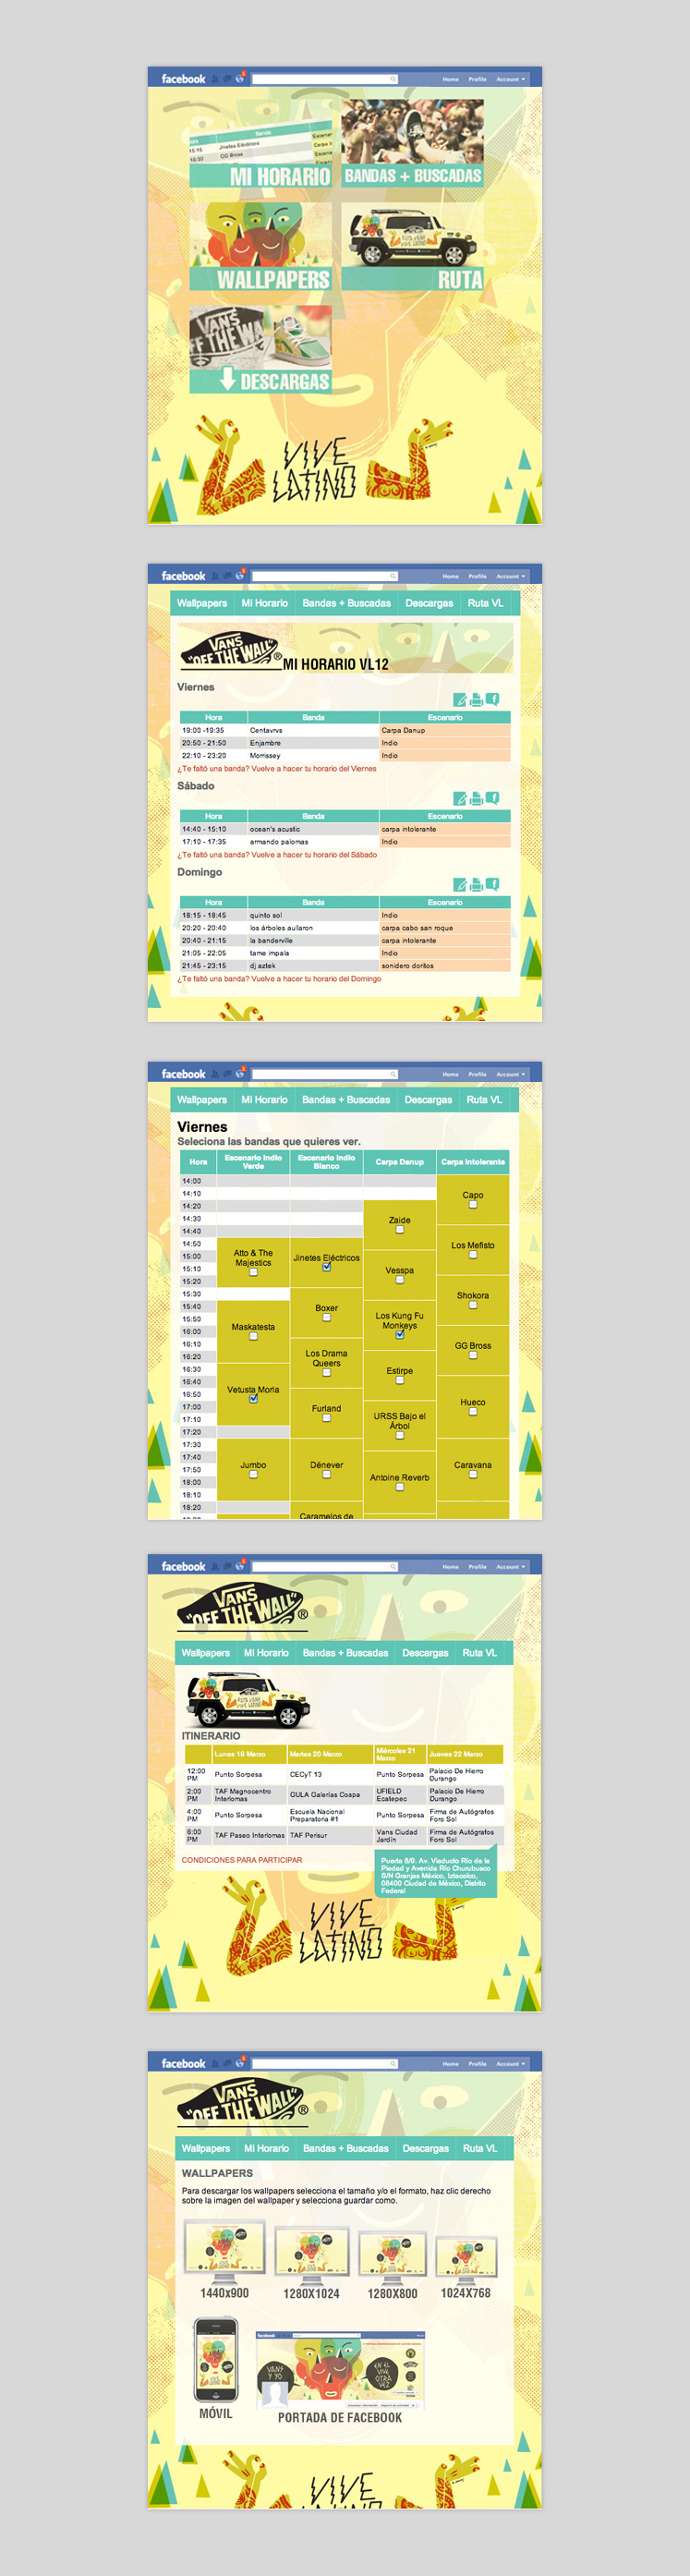 facebook
Home Profile Account
Banda
Jinetes Eléctricos
GG Bross
MI HORARIO
BANDAS + BUSCADAS
WALLPAPERS
RUTA
VANS
OFF THE WALL
DESCARGAS
VIVE
LATINO
facebook
Home Profile Account
Wallpapers Mi Horario Bandas + Buscadas Descargas Ruta VL
VANS
"OFF THE WALL"® MI HORARIO VL12
Viernes
Hora Banda Escenario
19:00 -19:35 Centavrvs Carpa Danup
20:50 - 21:50 Enjambre Indio
22:10 - 23:20 Morrissey Indio
¿Te faltó una banda? Vuelve a hacer tu horario del Viernes
Sábado
Hora Banda Escenario
14:40 - 15:10 ocean's acustic carpa intolerante
17:10 - 17:35 armando palomas Indio
¿Te faltó una banda? Vuelve a hacer tu horario del Sábado
Domingo
Hora Banda Escenario
18:15 - 18:45 quinto sol Indio
20:20 - 20:40 los árboles aullaron carpa cabo san roque
20:40 - 21:15 la banderville carpa intolerante
21:05 - 22:05 tame impala Indio
21:45 - 23:15 dj aztek sonidero doritos
¿Te faltó una banda? Vuelve a hacer tu horario del Domingo
facebook
Home Profile Account
Wallpapers Mi Horario Bandas + Buscadas Descargas Ruta VL
Viernes
Seleciona las bandas que quieres ver.
Hora Escenario Indio Verde Escenario Indio Blanco Carpa Danup Carpa Intolerante
14:00
14:10 Capo
14:20
14:30 Zaide
14:40
14:50 Los Mefisto
15:00 Atto & The Majestics Jinetes Eléctricos
15:10 Vesspa
15:20
15:30 Shokora
15:40 Boxer
15:50 Maskatesta Los Kung Fu Monkeys
16:00
16:10 GG Bross
16:20 Los Drama Queers
16:30 Estirpe
16:40
16:50 Vetusta Morla Hueco
17:00 Furland
17:10 URSS Bajo el Árbol
17:20
17:30
17:40
17:50 Jumbo Dënever Caravana
18:00 Antoine Reverb
18:10
18:20 Caramelos de
facebook
Home Profile Account
VANS
"OFF THE WALL"®
Wallpapers Mi Horario Bandas + Buscadas Descargas Ruta VL
ITINERARIO
Lunes 19 Marzo Martes 20 Marzo Miércoles 21 Marzo Jueves 22 Marzo
12:00 PM Punto Sorpesa CECyT 13 Punto Sorpesa Palacio De Hierro Durango
2:00 PM TAF Magnocentro Interlomas GULA Galerías Coapa UFIELD Ecatepec Palacio De Hierro Durango
4:00 PM Punto Sorpesa Escuela Nacional Preparatoria #1 Punto Sorpesa Firma de Autógrafos Foro Sol
6:00 PM TAF Paseo Interlomas TAF Perisur Vans Ciudad Jardín Firma de Autógrafos Foro Sol
CONDICIONES PARA PARTICIPAR
Puerta 8/9. Av. Viaducto Río de la
Piedad y Avenida Río Churubusco
S/N Granjas México, Iztacalco,
08400 Ciudad de México, Distrito
Federal
VIVE
LATINO
facebook
Home Profile Account
VANS
"OFF THE WALL"®
Wallpapers Mi Horario Bandas + Buscadas Descargas Ruta VL
WALLPAPERS
Para descargar los wallpapers selecciona el tamaño y/o el formato, haz clic derecho
sobre la imagen del wallpaper y selecciona guardar como.
1440x900 1280X1024 1280X800 1024X768
facebook
VANS
Y YO
EN EL
VIVE
OTRA
VEZ
MÓVIL
PORTADA DE FACEBOOK
VIVE
LATINO